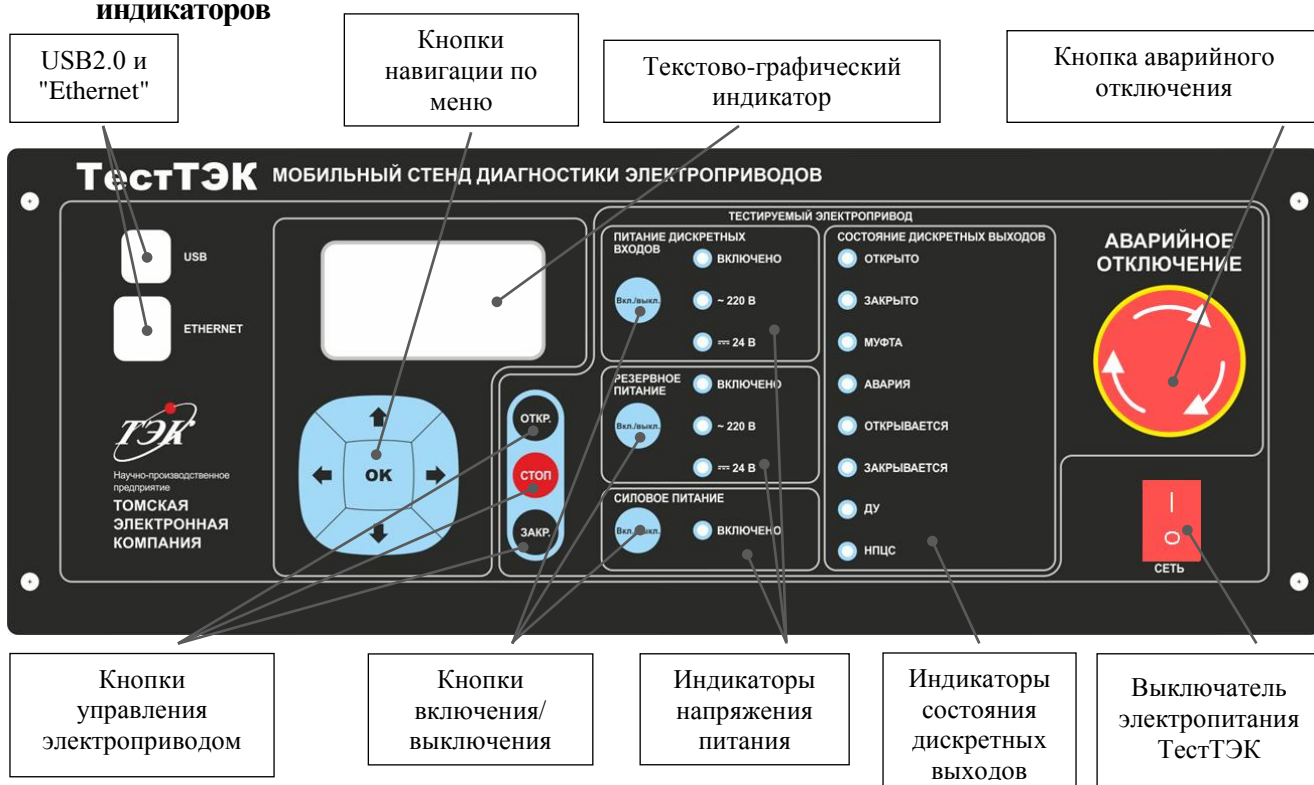 индикаторов
USB2.0 и
"Ethernet"
Кнопки
навигации по
меню
Текстово-графический
индикатор
Кнопка аварийного
отключения
ТестТЭК МОБИЛЬНЫЙ СТЕНД ДИАГНОСТИКИ ЭЛЕКТРОПРИВОДОВ
USB
ETHERNET
ТЭК
Научно-производственное
предприятие
ТОМСКАЯ
ЭЛЕКТРОННАЯ
КОМПАНИЯ
OK
ОТКР.
СТОП
ЗАКР.
ТЕСТИРУЕМЫЙ ЭЛЕКТРОПРИВОД
ПИТАНИЕ ДИСКРЕТНЫХ
ВХОДОВ
Вкл./выкл.
ВКЛЮЧЕНО
~ 220 В
⎓ 24 В
РЕЗЕРВНОЕ
ПИТАНИЕ
Вкл./выкл.
ВКЛЮЧЕНО
~ 220 В
⎓ 24 В
СИЛОВОЕ ПИТАНИЕ
Вкл./выкл.
ВКЛЮЧЕНО
СОСТОЯНИЕ ДИСКРЕТНЫХ ВЫХОДОВ
ОТКРЫТО
ЗАКРЫТО
МУФТА
АВАРИЯ
ОТКРЫВАЕТСЯ
ЗАКРЫВАЕТСЯ
ДУ
НПЦС
АВАРИЙНОЕ
ОТКЛЮЧЕНИЕ
I
O
СЕТЬ
Кнопки
управления
электроприводом
Кнопки
включения/
выключения
Индикаторы
напряжения
питания
Индикаторы
состояния
дискретных
выходов
Выключатель
электропитания
ТестТЭК